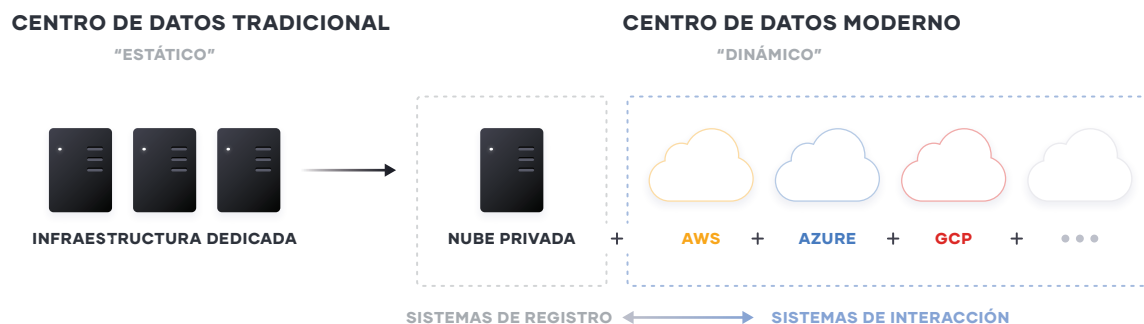 CENTRO DE DATOS TRADICIONAL
"ESTÁTICO"
INFRAESTRUCTURA DEDICADA
CENTRO DE DATOS MODERNO
"DINÁMICO"
NUBE PRIVADA + AWS + AZURE + GCP + •••
SISTEMAS DE REGISTRO
SISTEMAS DE INTERACCIÓN